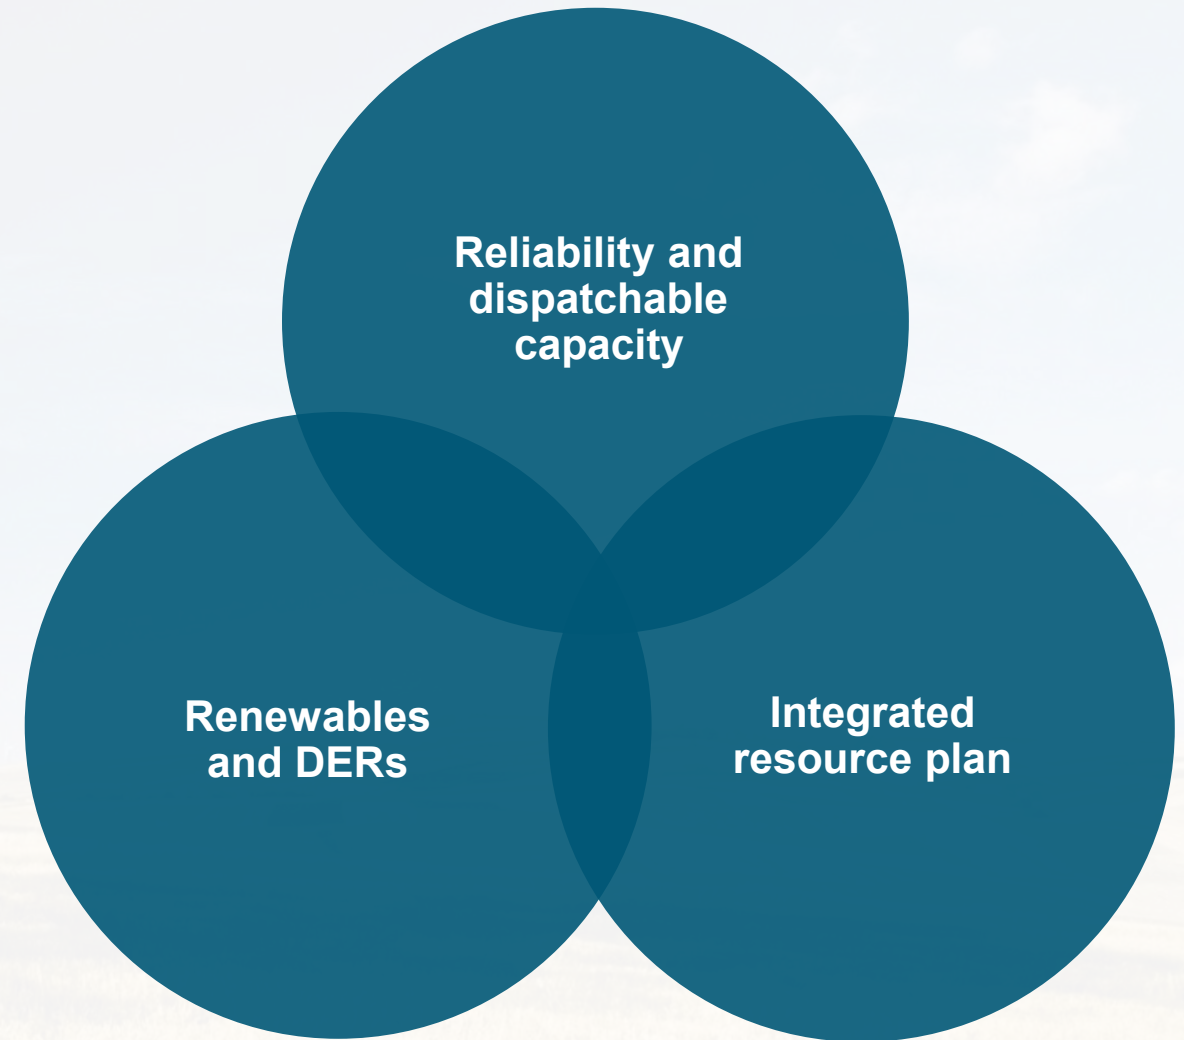 Reliability and
dispatchable
capacity
Renewables
and DERs
Integrated
resource plan